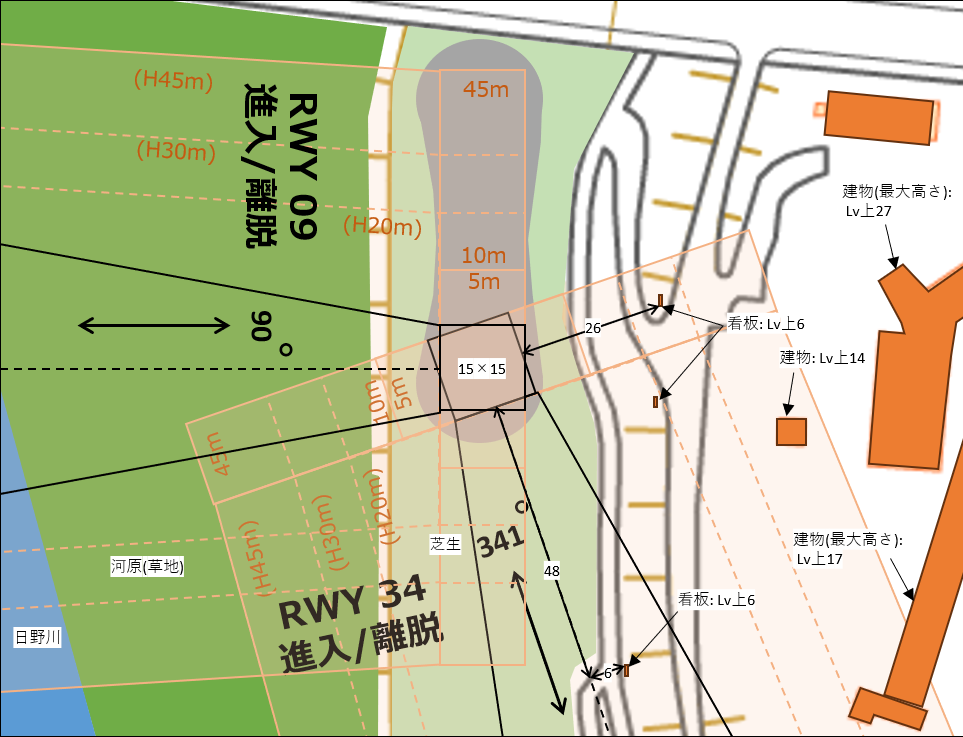 (H45m)
45m
RWY 09
進入/離脱
(H30m)
(H20m)
建物(最大高さ):
Lv上27
10m
5m
90°
26
看板: Lv上6
15×15
建物: Lv上14
10m
5m
45m
(H20m)
(H30m)
(H45m)
341°
芝生
建物(最大高さ):
Lv上17
河原(草地)
48
RWY 34
進入/離脱
看板: Lv上6
日野川
6